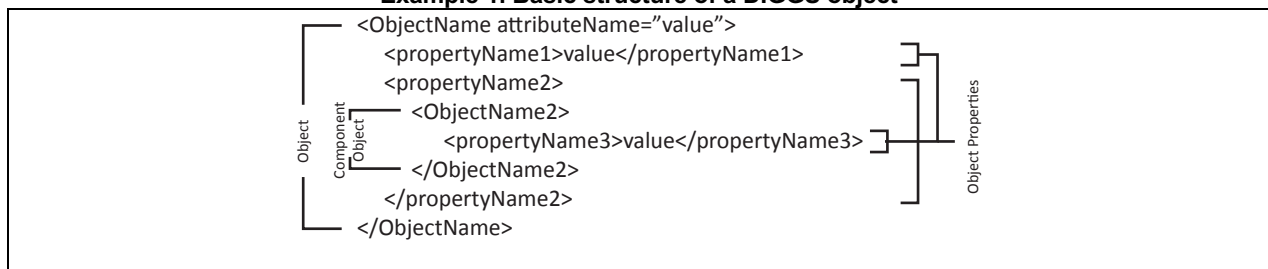 Example 1. Basic structure of a DIGGS object
<ObjectName attributeName=”value”>
<propertyName1>value</propertyName1>
<propertyName2>
<ObjectName2>
<propertyName3>value</propertyName3>
</ObjectName2>
</propertyName2>
</ObjectName>
Object
Component
Object
Object Properties